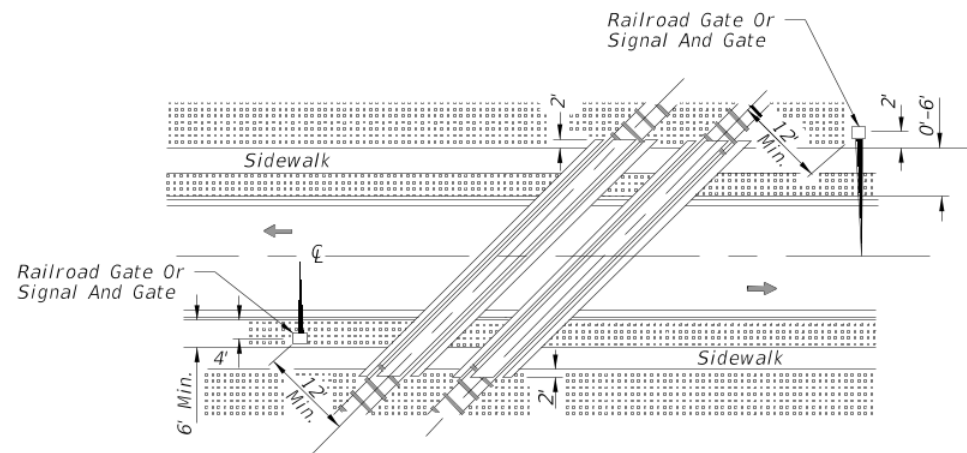 Railroad Gate Or
Signal And Gate
2'
2'
0'-6'
12'
Min.
Sidewalk
℄
Railroad Gate Or
Signal And Gate
4'
6' Min.
12'
Min.
2'
Sidewalk